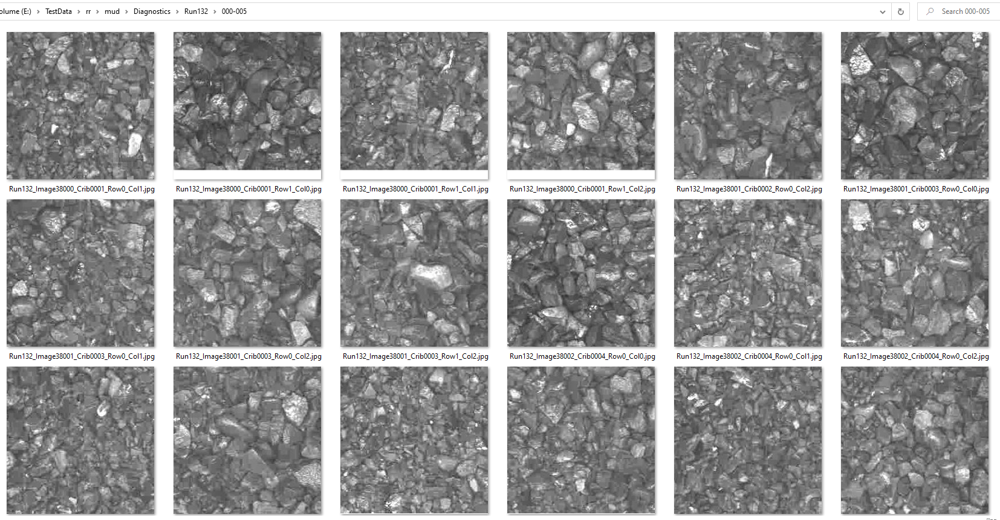 olume (E:) > TestData > rr > mud > Diagnostics > Run132 > 000-005
Search 000-005
Run132_Image38000_Crib0001_Row0_Col1.jpg
Run132_Image38000_Crib0001_Row1_Col0.jpg
Run132_Image38000_Crib0001_Row1_Col1.jpg
Run132_Image38000_Crib0001_Row1_Col2.jpg
Run132_Image38001_Crib0002_Row0_Col2.jpg
Run132_Image38001_Crib0003_Row0_Col0.jpg
Run132_Image38001_Crib0003_Row0_Col1.jpg
Run132_Image38001_Crib0003_Row0_Col2.jpg
Run132_Image38001_Crib0003_Row1_Col2.jpg
Run132_Image38002_Crib0004_Row0_Col0.jpg
Run132_Image38002_Crib0004_Row0_Col1.jpg
Run132_Image38002_Crib0004_Row0_Col2.jpg